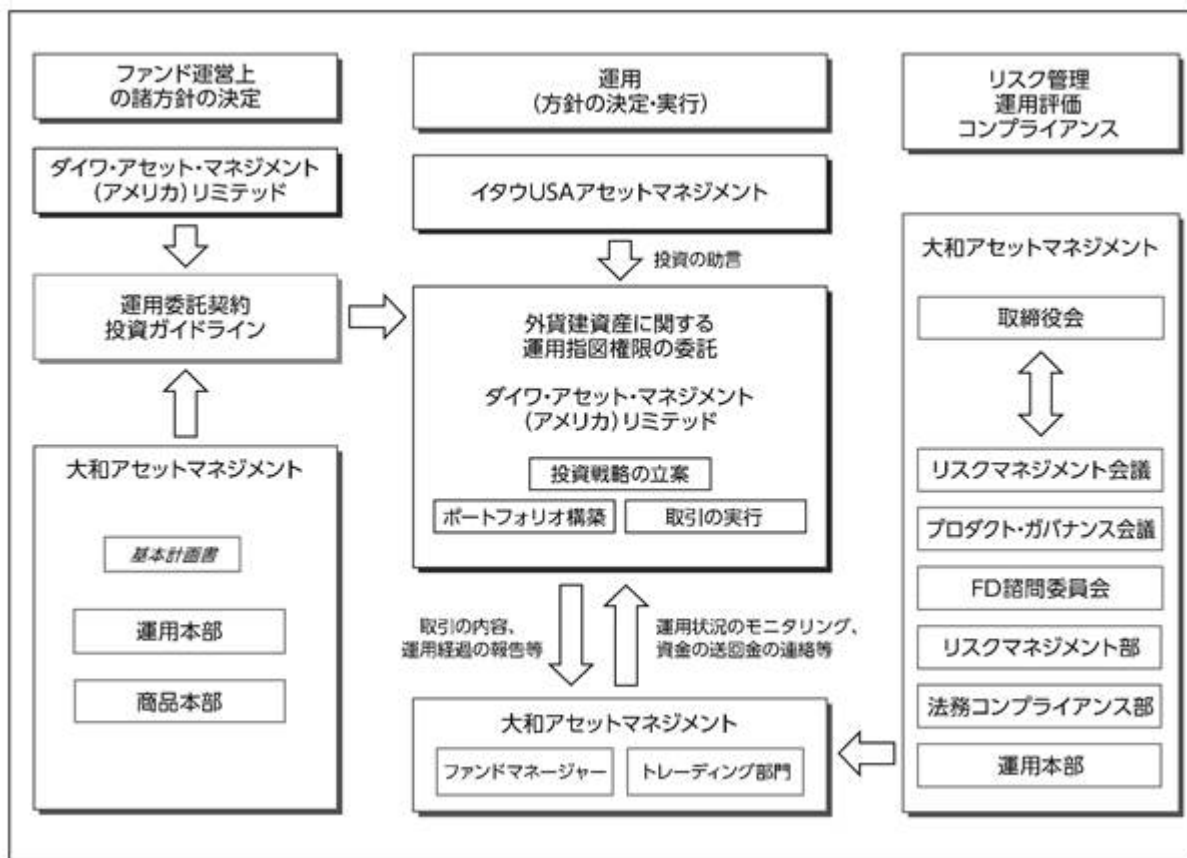 ファンド運営上
の諸方針の決定
ダイワ・アセット・マネジメント
(アメリカ)リミテッド
運用委託契約
投資ガイドライン
大和アセットマネジメント
基本計画書
運用本部
商品本部
運用
(方針の決定・実行)
イタウUSAアセットマネジメント
投資の助言
外貨建資産に関する
運用指図権限の委託
ダイワ・アセット・マネジメント
(アメリカ)リミテッド
投資戦略の立案
ポートフォリオ構築
取引の実行
取引の内容、
運用経過の報告等
運用状況のモニタリング、
資金の送回金の連絡等
大和アセットマネジメント
ファンドマネージャー
トレーディング部門
リスク管理
運用評価
コンプライアンス
大和アセットマネジメント
取締役会
リスクマネジメント会議
プロダクト・ガバナンス会議
FD諮問委員会
リスクマネジメント部
法務コンプライアンス部
運用本部